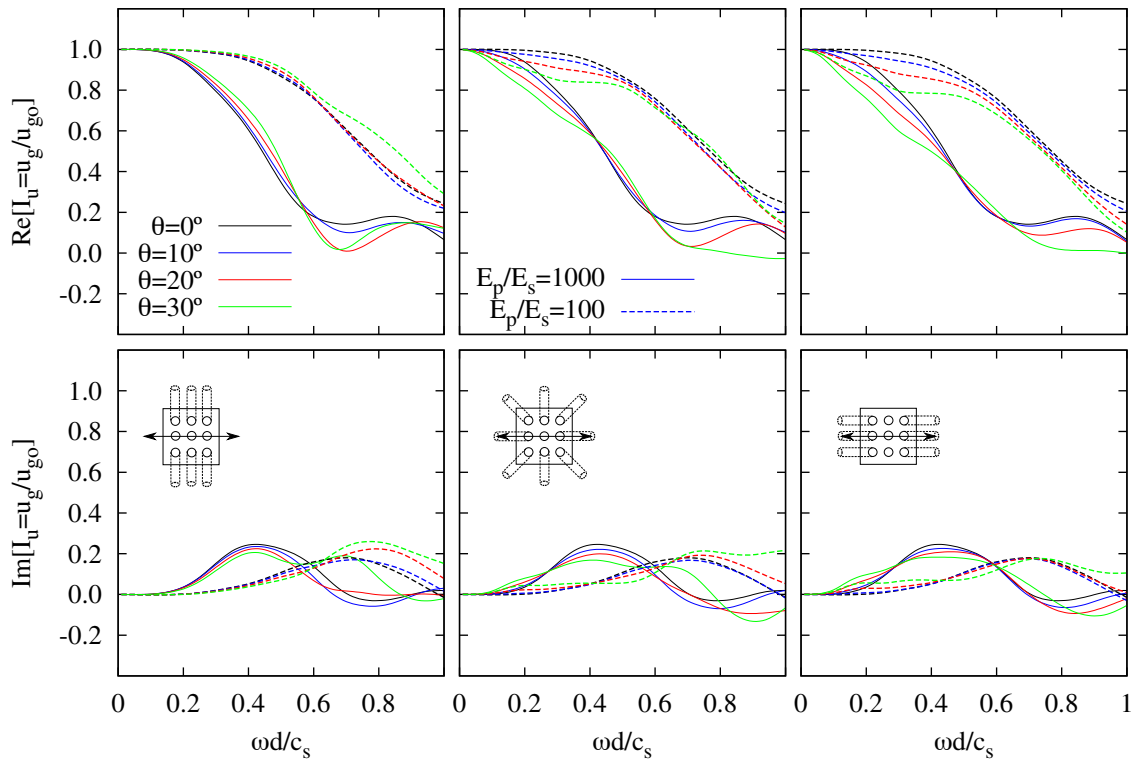 1.0
0.8
0.6
0.4
0.2
0.0
-0.2
Re[I_u=u_g/u_go]
θ=0º
θ=10º
θ=20º
θ=30º
E_p/E_s=1000
E_p/E_s=100
1.0
0.8
0.6
0.4
0.2
0.0
-0.2
Im[I_u=u_g/u_go]
0 0.2 0.4 0.6 0.8
0 0.2 0.4 0.6 0.8
0 0.2 0.4 0.6 0.8 1
ωd/c_s
ωd/c_s
ωd/c_s